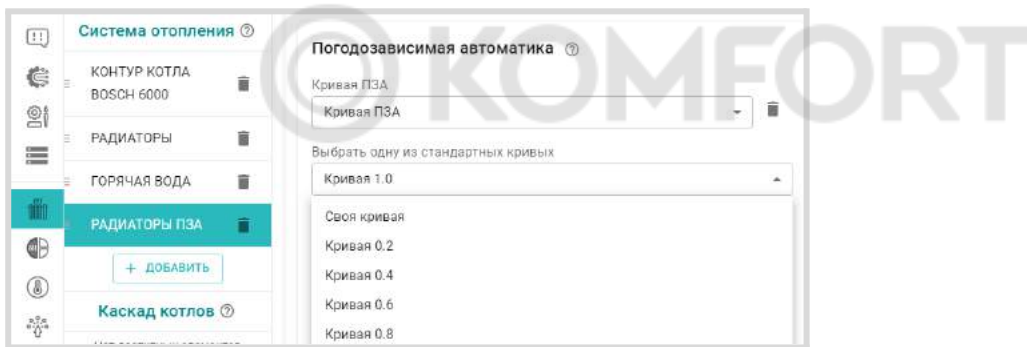 Система отопления
КОНТУР КОТЛА
BOSCH 6000
РАДИАТОРЫ
ГОРЯЧАЯ ВОДА
РАДИАТОРЫ ПЗА
+ ДОБАВИТЬ
Каскад котлов
Погодозависимая автоматика
Кривая ПЗА
Кривая ПЗА
Выбрать одну из стандартных кривых
Кривая 1.0
Своя кривая
Кривая 0.2
Кривая 0.4
Кривая 0.6
Кривая 0.8
KOMFORT